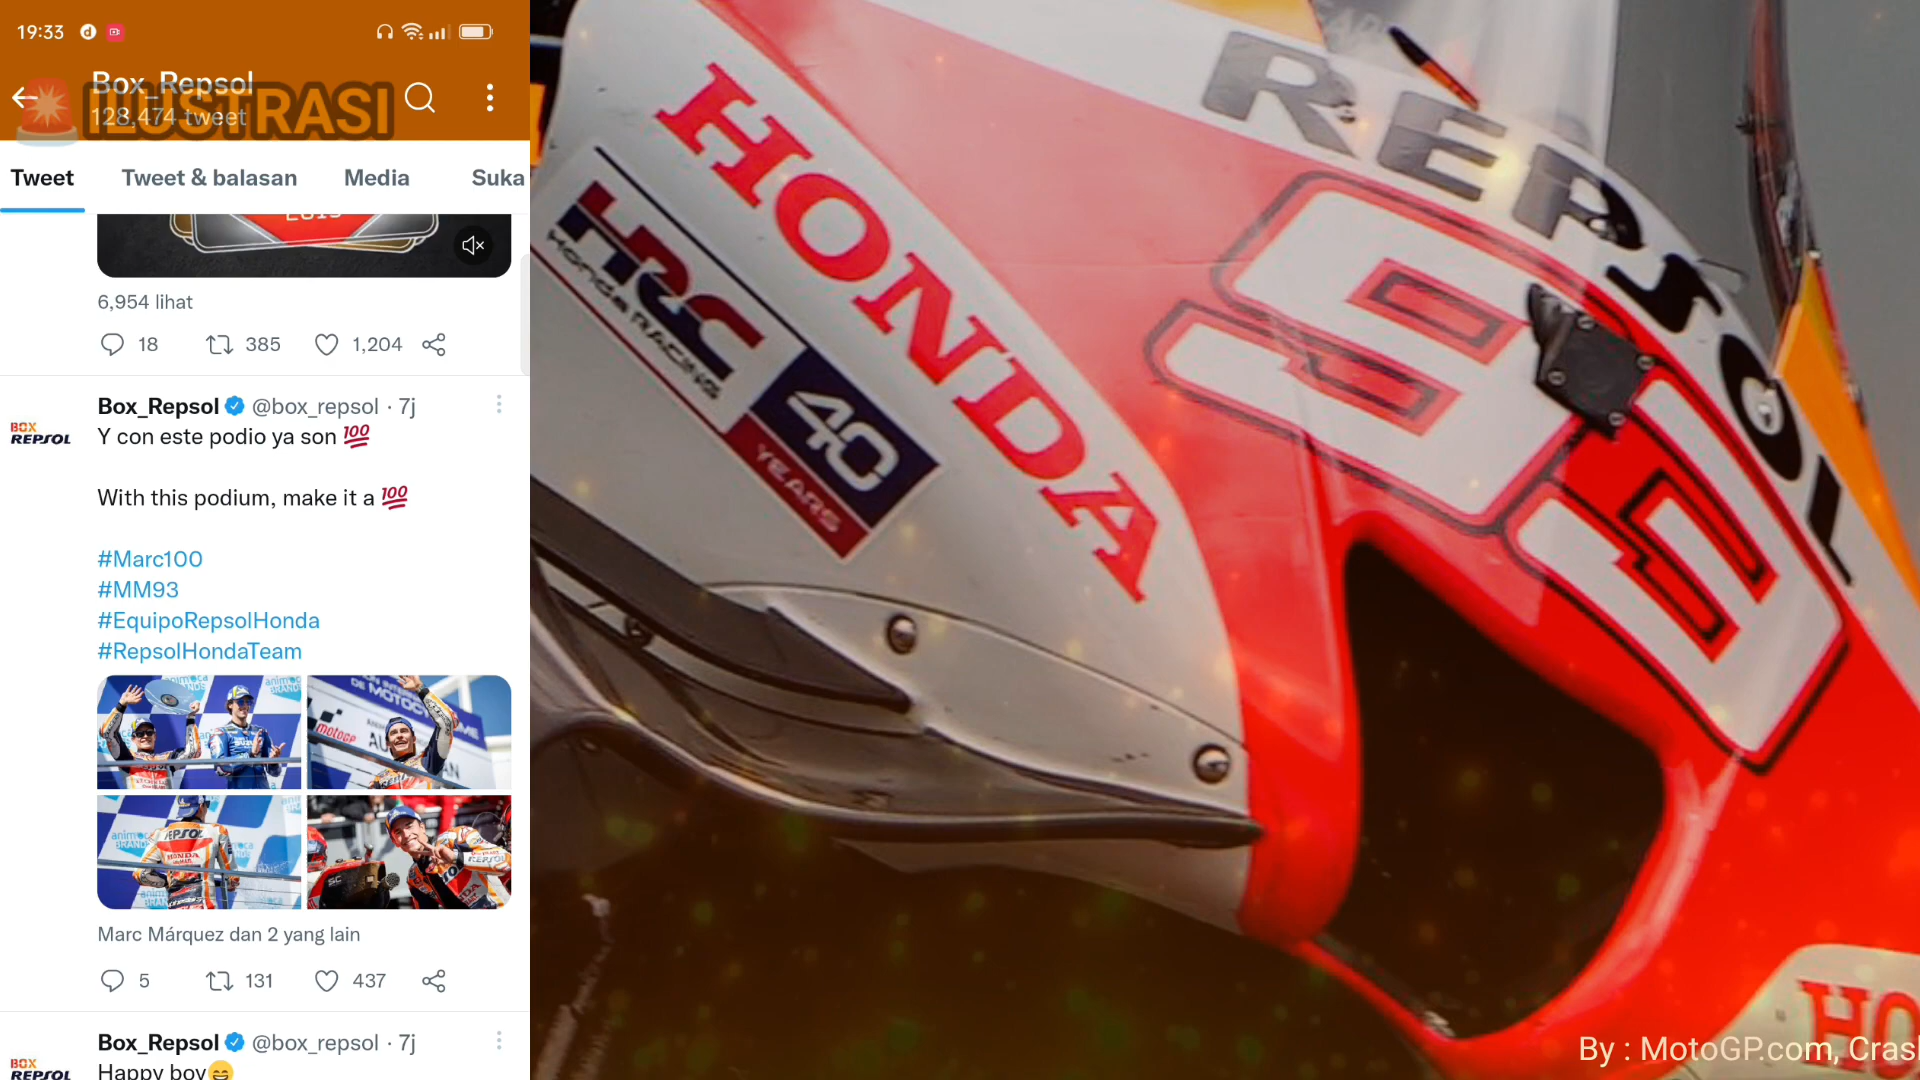 19:33
Box_Repsol
128,474 tweet
ILUSTRASI
Tweet
Tweet & balasan
Media
Suka
6,954 lihat
18
385
1,204
BOX
REPSOL
Box_Repsol @box_repsol · 7j
Y con este podio ya son 💯
With this podium, make it a 💯
#Marc100
#MM93
#EquipoRepsolHonda
#RepsolHondaTeam
Marc Márquez dan 2 yang lain
5
131
437
BOX
REPSOL
Box_Repsol @box_repsol · 7j
Happy boy😄
REPSOL
HONDA
HRC
Honda RACING
40
YEARS
93
HO
By : MotoGP.com, Cras